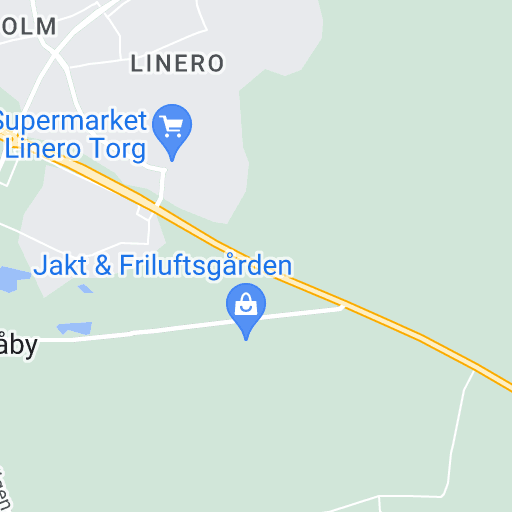 OLM
LINERO
Supermarket
Linero Torg
Jakt & Friluftsgården
åby